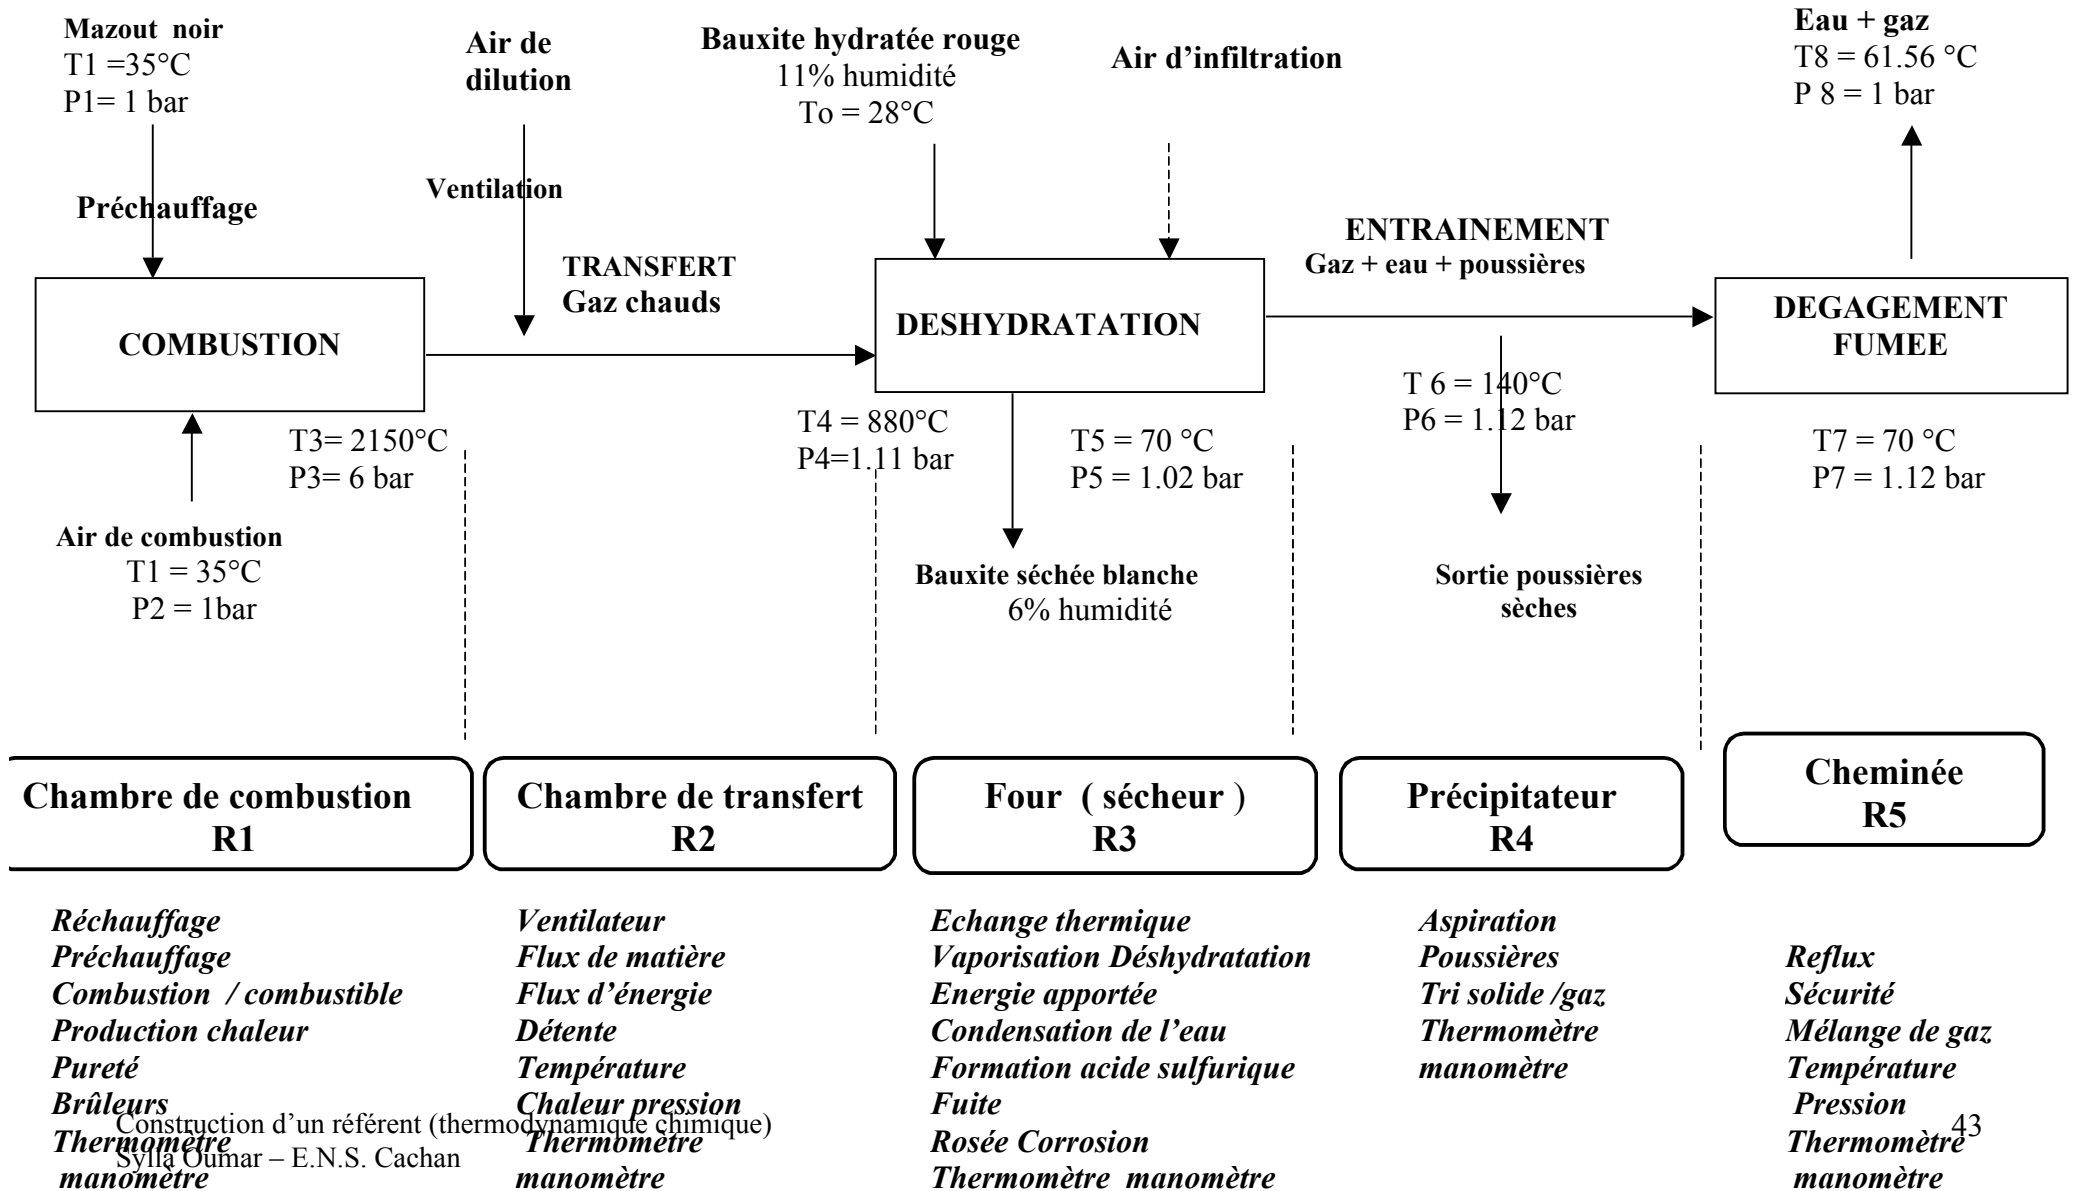 Mazout noir
T1 =35°C
P1= 1 bar
Préchauffage
Air de
dilution
Ventilation
Bauxite hydratée rouge
11% humidité
To = 28°C
Air d’infiltration
Eau + gaz
T8 = 61.56 °C
P 8 = 1 bar
TRANSFERT
Gaz chauds
ENTRAINEMENT
Gaz + eau + poussières
COMBUSTION
DESHYDRATATION
DEGAGEMENT
FUMEE
T3= 2150°C
P3= 6 bar
T4 = 880°C
P4=1.11 bar
T5 = 70 °C
P5 = 1.02 bar
T 6 = 140°C
P6 = 1.12 bar
T7 = 70 °C
P7 = 1.12 bar
Air de combustion
T1 = 35°C
P2 = 1bar
Bauxite séchée blanche
6% humidité
Sortie poussières
sèches
Chambre de combustion
R1
Chambre de transfert
R2
Four ( sécheur )
R3
Précipitateur
R4
Cheminée
R5
Réchauffage
Préchauffage
Combustion / combustible
Production chaleur
Pureté
Brûleurs
Thermomètre
manomètre
Ventilateur
Flux de matière
Flux d’énergie
Détente
Température
Chaleur pression
Thermomètre
manomètre
Echange thermique
Vaporisation Déshydratation
Energie apportée
Condensation de l’eau
Formation acide sulfurique
Fuite
Rosée Corrosion
Thermomètre manomètre
Aspiration
Poussières
Tri solide /gaz
Thermomètre
manomètre
Reflux
Sécurité
Mélange de gaz
Température
Pression
Thermomètre
manomètre
Construction d’un référent (thermodynamique chimique)
Sylla Oumar – E.N.S. Cachan
43